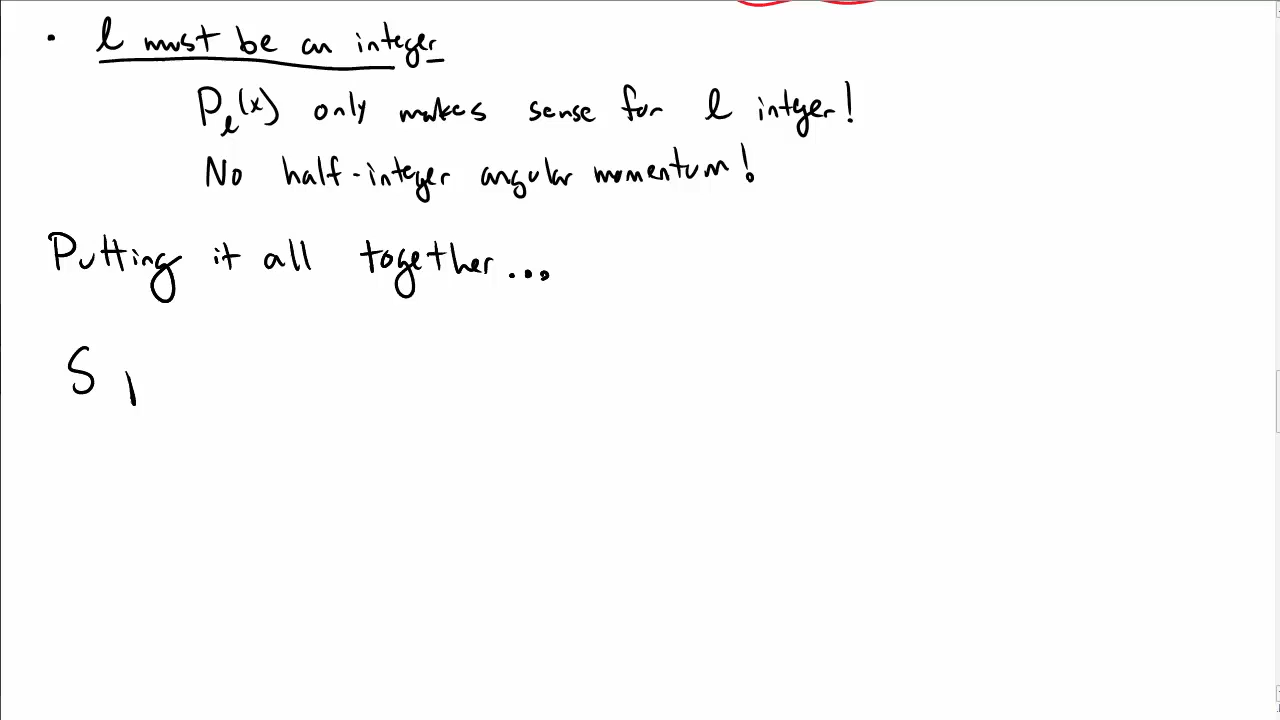 • l must be an integer
P_l(x) only makes sense for l integer!
No half-integer angular momentum!
Putting it all together...
S